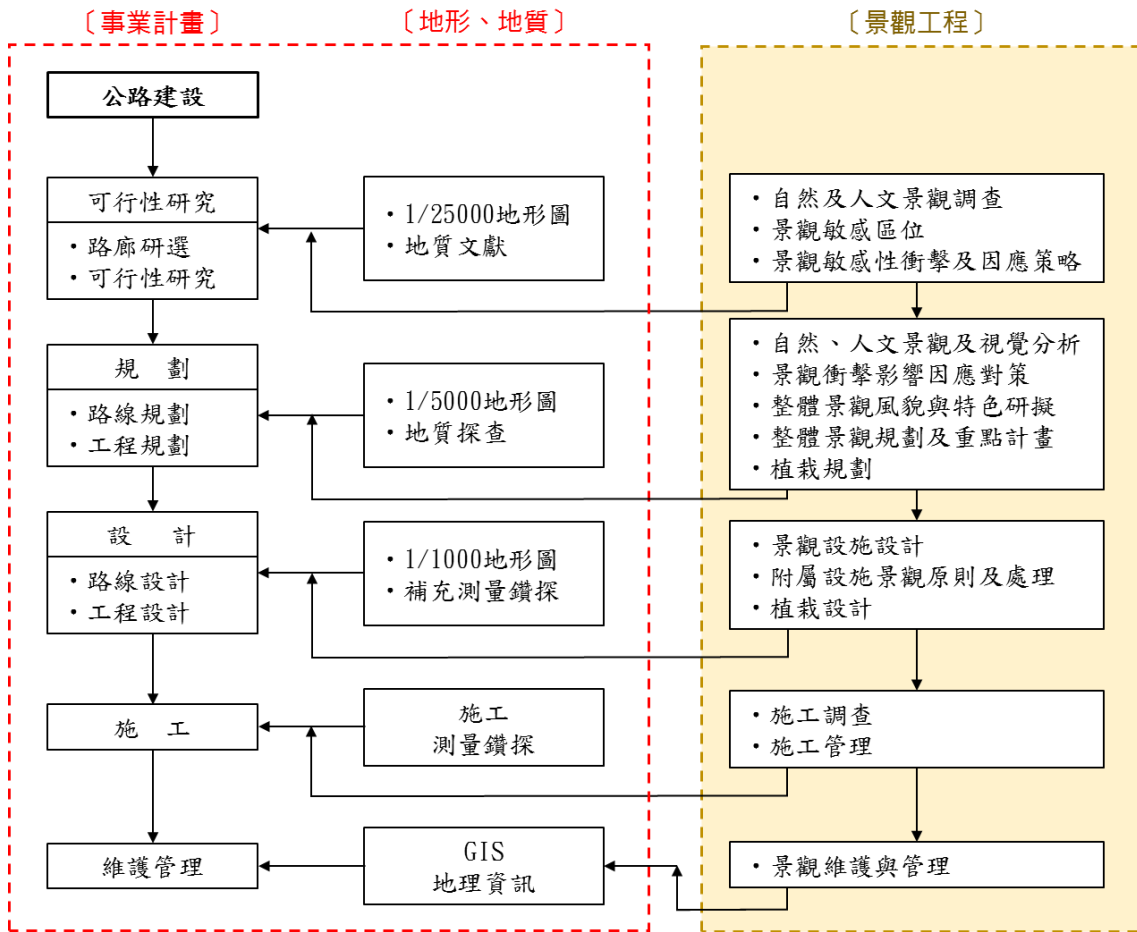 〔事業計畫〕
〔地形、地質〕
〔景觀工程〕
公路建設
可行性研究
・路廊研選
・可行性研究
・1/25000地形圖
・地質文獻
・自然及人文景觀調查
・景觀敏感區位
・景觀敏感性衝擊及因應策略
規 劃
・路線規劃
・工程規劃
・1/5000地形圖
・地質探查
・自然、人文景觀及視覺分析
・景觀衝擊影響因應對策
・整體景觀風貌與特色研擬
・整體景觀規劃及重點計畫
・植栽規劃
設 計
・路線設計
・工程設計
・1/1000地形圖
・補充測量鑽探
・景觀設施設計
・附屬設施景觀原則及處理
・植栽設計
施 工
施工
測量鑽探
・施工調查
・施工管理
維護管理
GIS
地理資訊
・景觀維護與管理